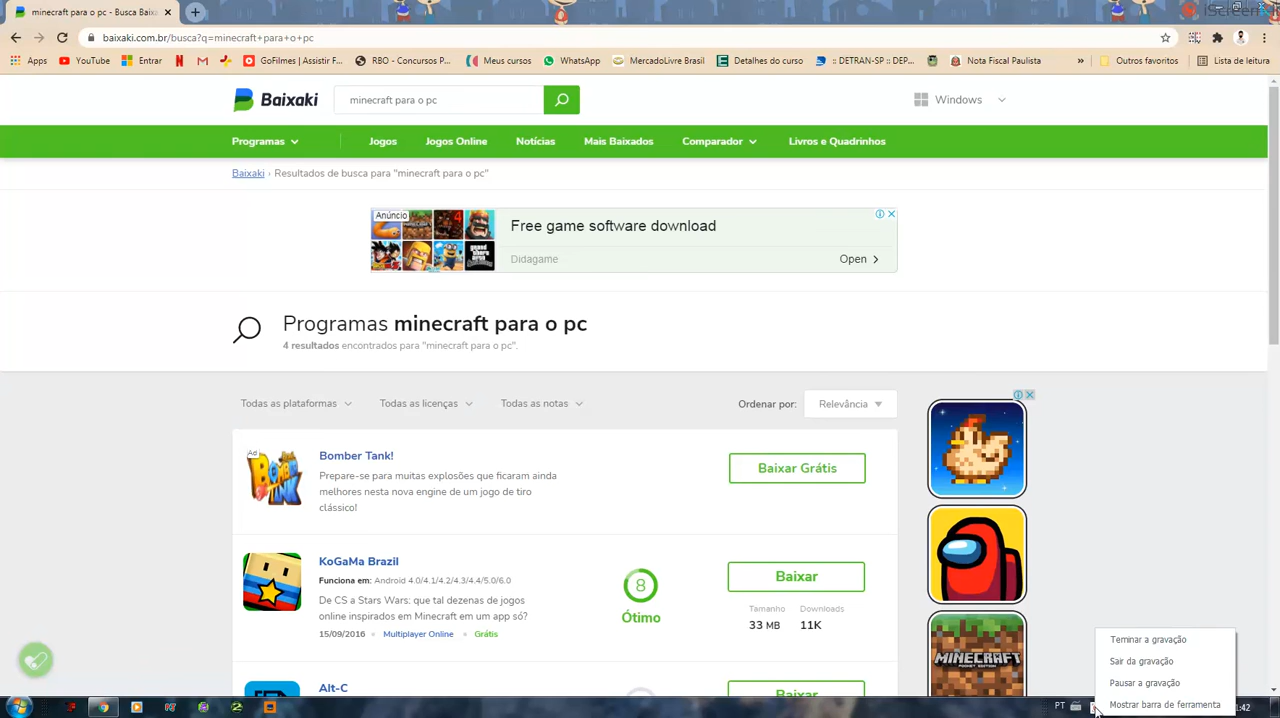 minecraft para o pc - Busca Baixa
iScreenKit
baixaki.com.br/busca?q=minecraft+para+o+pc
Apps YouTube Entrar GoFilmes | Assistir F... RBO - Concursos P... Meus cursos WhatsApp MercadoLivre Brasil Detalhes do curso :: DETRAN-SP :: DEP... Nota Fiscal Paulista » Outros favoritos Lista de leitura
Baixaki minecraft para o pc Windows
Programas Jogos Jogos Online Notícias Mais Baixados Comparador Livros e Quadrinhos
Baixaki › Resultados de busca para "minecraft para o pc"
Anúncio
Free game software download
Didagame Open
Programas minecraft para o pc
4 resultados encontrados para "minecraft para o pc".
Todas as plataformas Todas as licenças Todas as notas Ordenar por: Relevância
Ad
Bomber Tank!
Prepare-se para muitas explosões que ficaram ainda
melhores nesta nova engine de um jogo de tiro
clássico!
Baixar Grátis
KoGaMa Brazil
Funciona em: Android 4.0/4.1/4.2/4.3/4.4/5.0/6.0
De CS a Stars Wars: que tal dezenas de jogos
online inspirados em Minecraft em um app só?
15/09/2016 • Multiplayer Online • Grátis
8
Ótimo
Baixar
Tamanho Downloads
33 MB 11K
Alt-C
Baixar
MINECRAFT
POCKET EDITION
Teminar a gravação
Sair da gravação
Pausar a gravação
Mostrar barra de ferramenta
PT